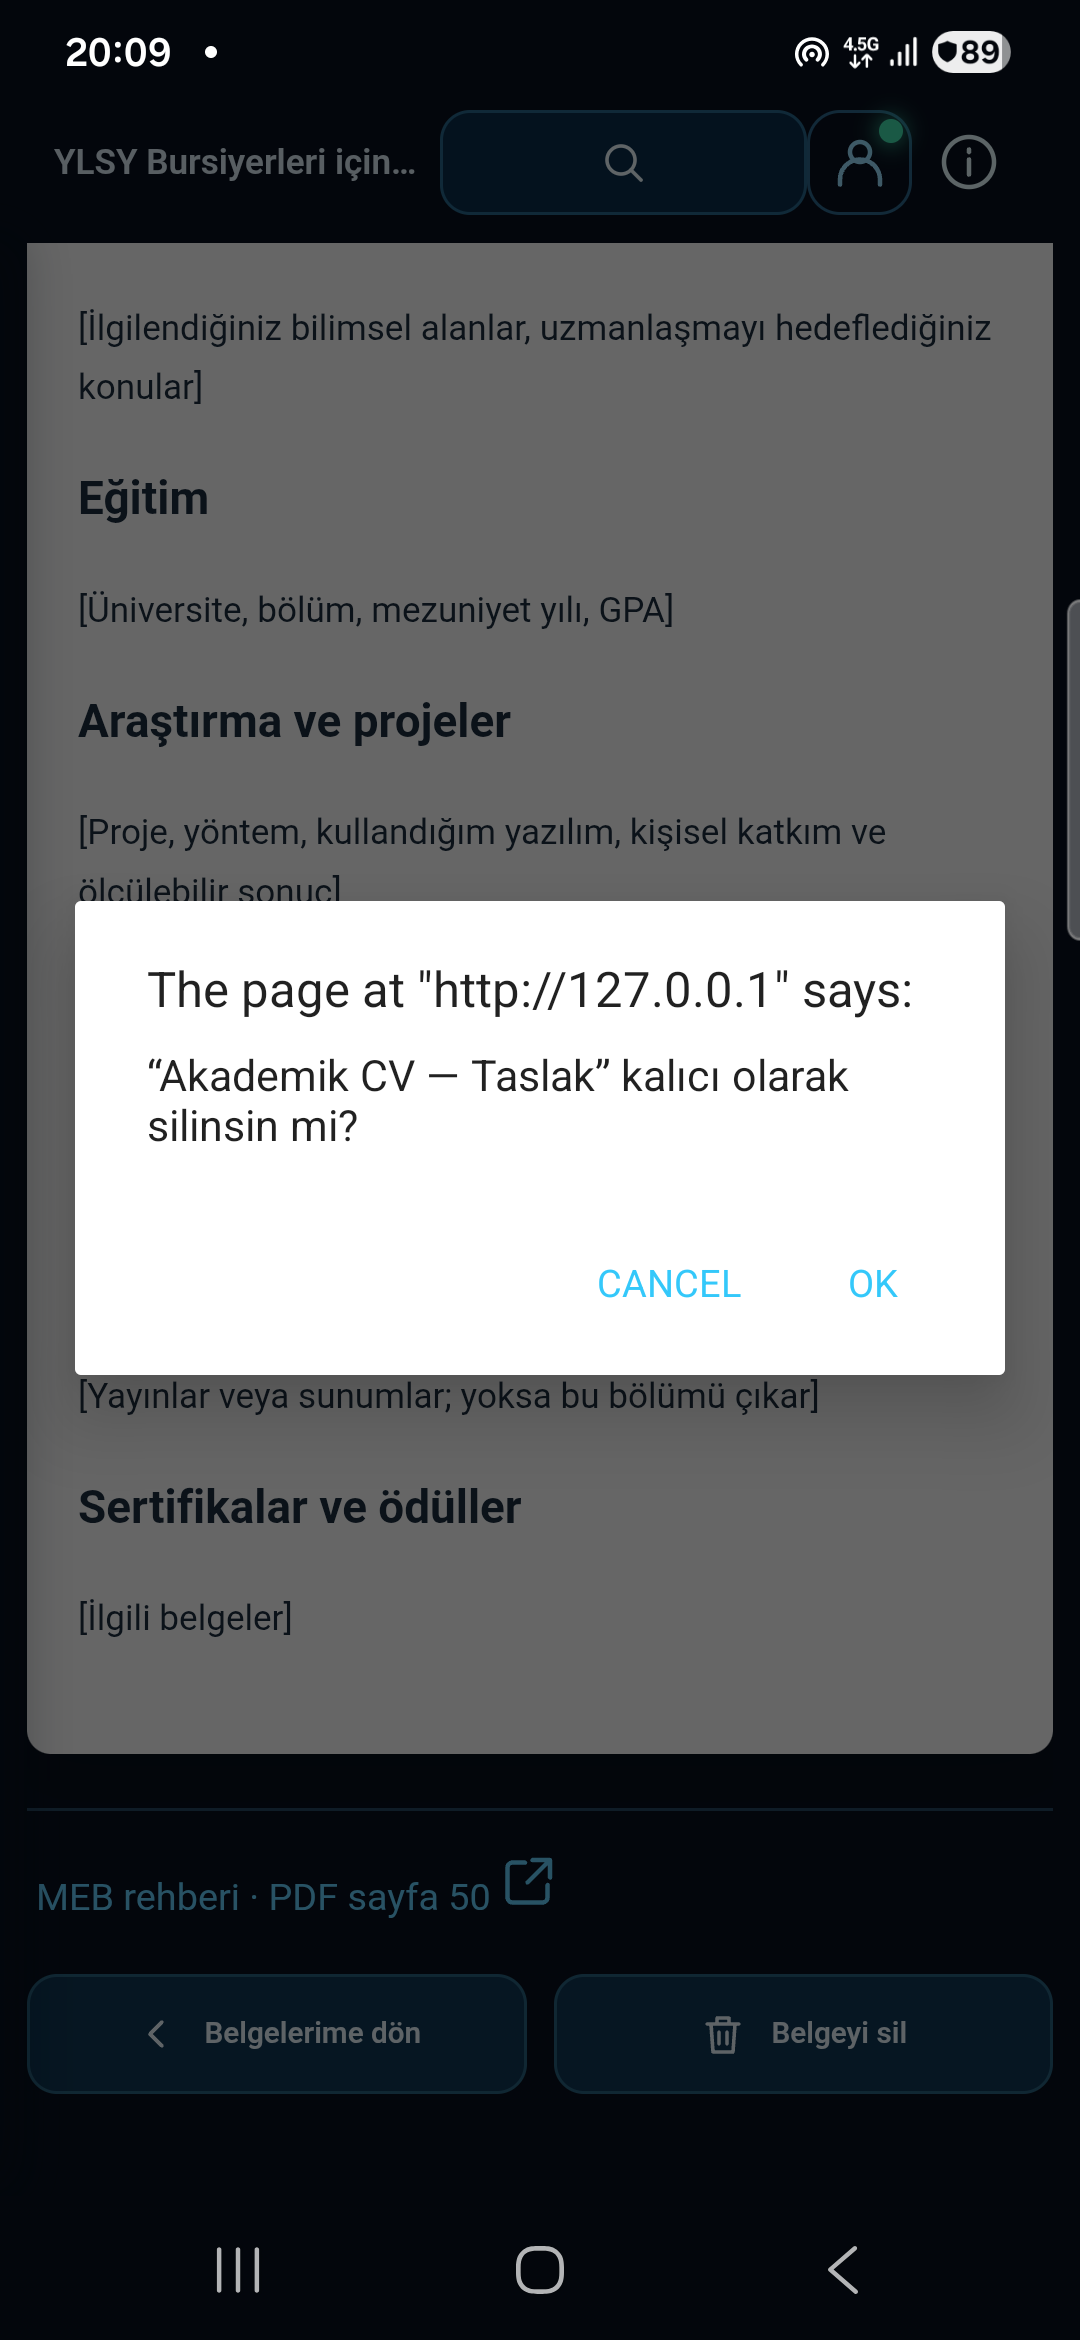 20:09
4.5G
89
YLSY Bursiyerleri için...
[İlgilendiğiniz bilimsel alanlar, uzmanlaşmayı hedeflediğiniz
konular]
Eğitim
[Üniversite, bölüm, mezuniyet yılı, GPA]
Araştırma ve projeler
[Proje, yöntem, kullandığım yazılım, kişisel katkım ve
ölçülebilir sonuç]
The page at "http://127.0.0.1" says:
“Akademik CV — Taslak” kalıcı olarak
silinsin mi?
CANCEL
OK
[Yayınlar veya sunumlar; yoksa bu bölümü çıkar]
Sertifikalar ve ödüller
[İlgili belgeler]
MEB rehberi · PDF sayfa 50
Belgelerime dön
Belgeyi sil